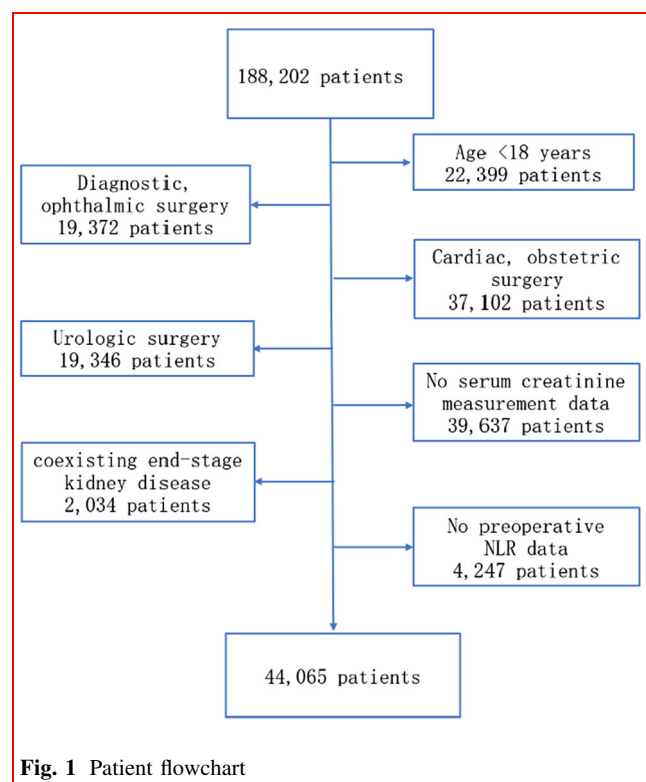 188,202 patients
Age <18 years
22,399 patients
Diagnostic,
ophthalmic surgery
19,372 patients
Cardiac, obstetric
surgery
37,102 patients
Urologic surgery
19,346 patients
No serum creatinine
measurement data
39,637 patients
coexisting end-stage
kidney disease
2,034 patients
No preoperative
NLR data
4,247 patients
44,065 patients
Fig. 1 Patient flowchart